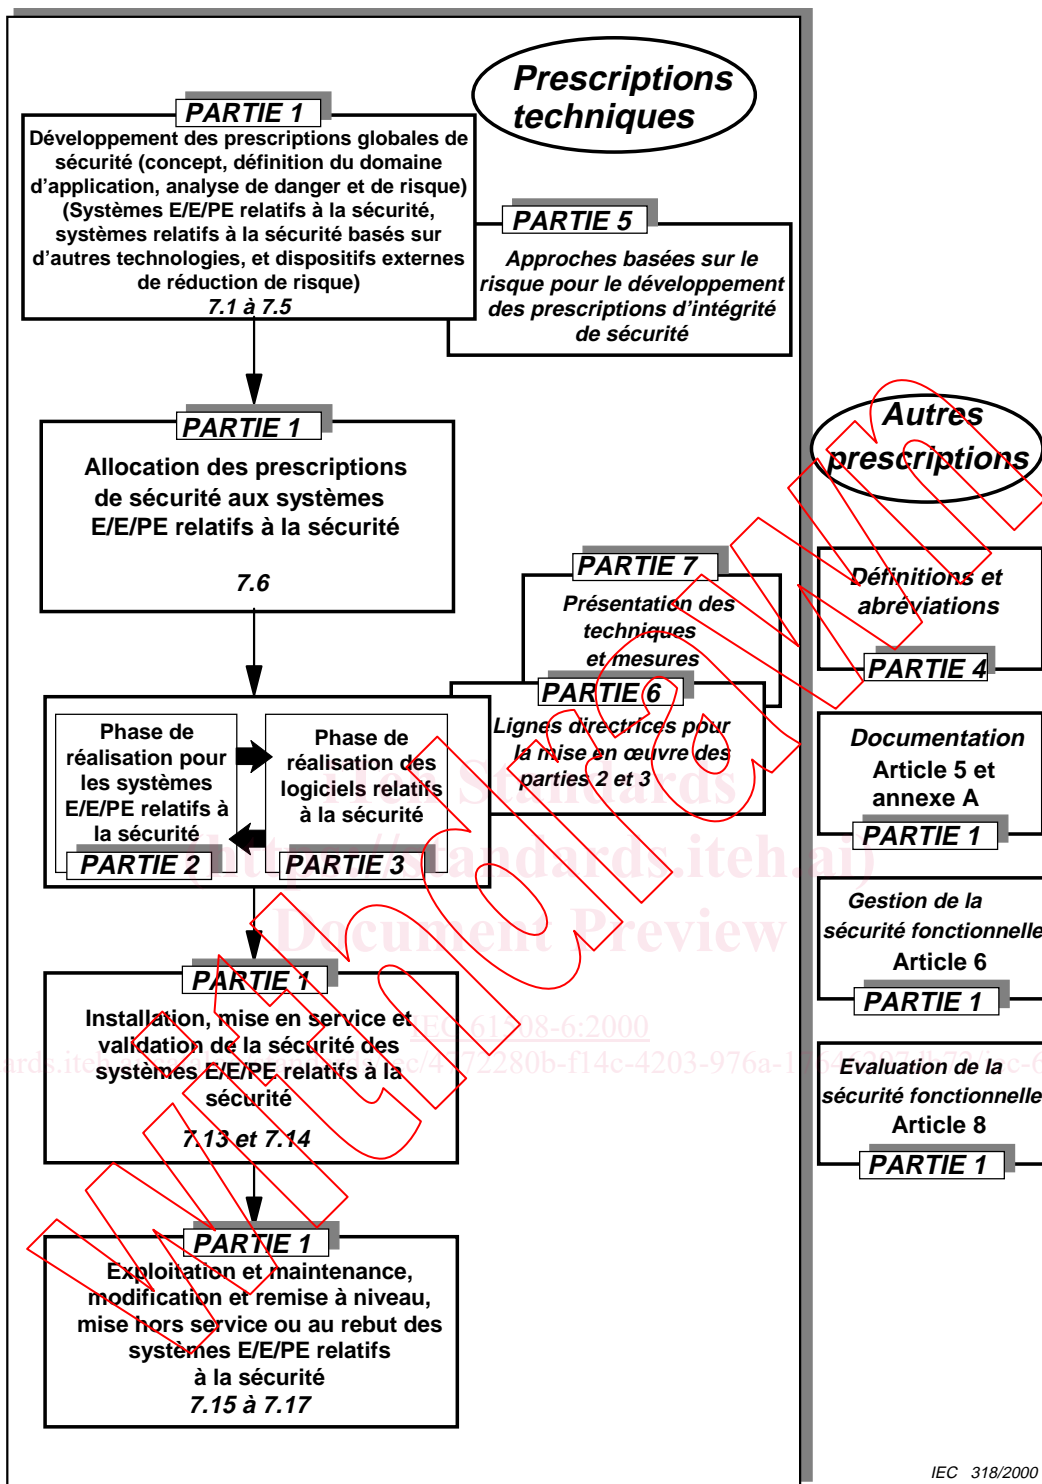 Prescriptions
techniques
PARTIE 1
Développement des prescriptions globales de
sécurité (concept, définition du domaine
d'application, analyse de danger et de risque)
(Systèmes E/E/PE relatifs à la sécurité,
systèmes relatifs à la sécurité basés sur
d'autres technologies, et dispositifs externes
de réduction de risque)
7.1 à 7.5
PARTIE 5
Approches basées sur le
risque pour le développement
des prescriptions d'intégrité
de sécurité
PARTIE 1
Allocation des prescriptions
de sécurité aux systèmes
E/E/PE relatifs à la sécurité
7.6
PARTIE 7
Présentation des
techniques
et mesures
PARTIE 6
Lignes directrices pour
la mise en œuvre des
parties 2 et 3
Phase de
réalisation pour
les systèmes
E/E/PE relatifs à
la sécurité
PARTIE 2
Phase de
réalisation des
logiciels relatifs
à la sécurité
PARTIE 3
PARTIE 1
Installation, mise en service et
validation de la sécurité des
systèmes E/E/PE relatifs à la
sécurité
7.13 et 7.14
PARTIE 1
Exploitation et maintenance,
modification et remise à niveau,
mise hors service ou au rebut des
systèmes E/E/PE relatifs
à la sécurité
7.15 à 7.17
Autres
prescriptions
Définitions et
abréviations
PARTIE 4
Documentation
Article 5 et
annexe A
PARTIE 1
Gestion de la
sécurité fonctionnelle
Article 6
PARTIE 1
Evaluation de la
sécurité fonctionnelle
Article 8
PARTIE 1
iTeh Standards
(https://standards.iteh.ai)
Document Preview
IEC 61508-6:2000
IEC 318/2000